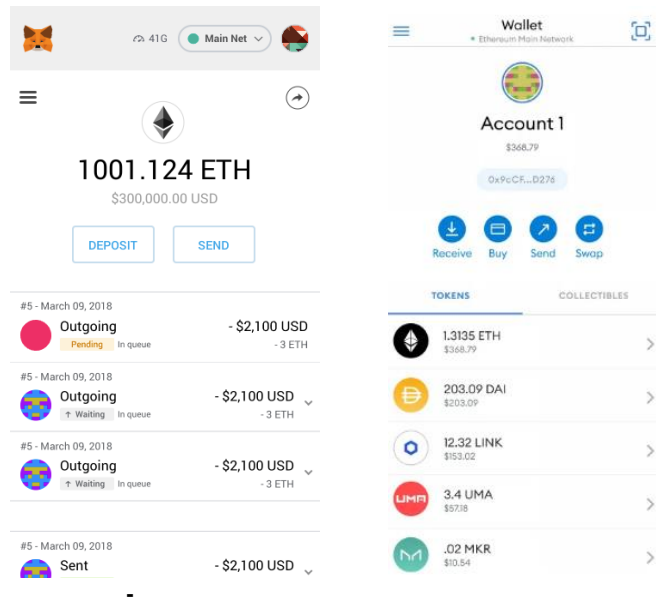 41G
Main Net
1001.124 ETH
$300,000.00 USD
DEPOSIT
SEND
#5 - March 09, 2018
Outgoing
- $2,100 USD
Pending
In queue
- 3 ETH
#5 - March 09, 2018
Outgoing
- $2,100 USD
↑ Waiting
In queue
- 3 ETH
#5 - March 09, 2018
Outgoing
- $2,100 USD
↑ Waiting
In queue
- 3 ETH
#5 - March 09, 2018
Sent
- $2,100 USD
Wallet
Ethereum Main Network
Account 1
$368.79
0x9cCF...D276
Receive
Buy
Send
Swap
TOKENS
COLLECTIBLES
1.3135 ETH
$368.79
203.09 DAI
$203.09
12.32 LINK
$153.02
UMA
3.4 UMA
$57.18
.02 MKR
$10.54